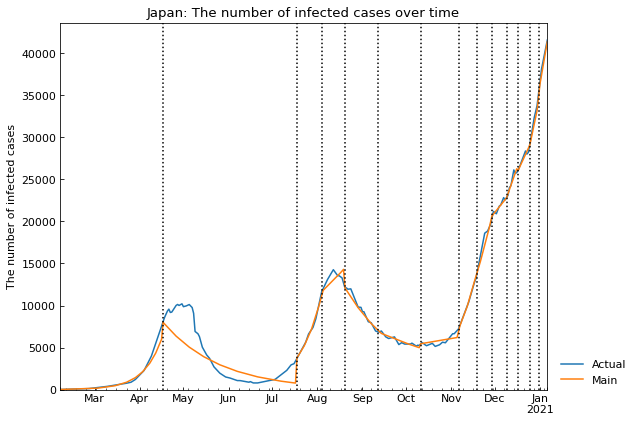 Japan: The number of infected cases over time
The number of infected cases
40000
35000
30000
25000
20000
15000
10000
5000
0
Mar Apr May Jun Jul Aug Sep Oct Nov Dec Jan
2021
Actual
Main